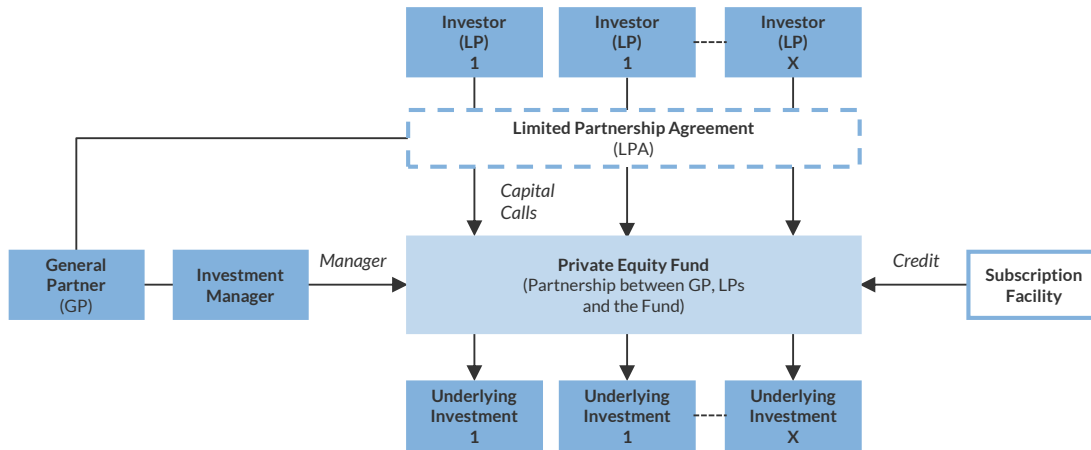 Investor
(LP)
1
Investor
(LP)
1
Investor
(LP)
X
Limited Partnership Agreement
(LPA)
Capital
Calls
General
Partner
(GP)
Investment
Manager
Manager
Private Equity Fund
(Partnership between GP, LPs
and the Fund)
Credit
Subscription
Facility
Underlying
Investment
1
Underlying
Investment
1
Underlying
Investment
X